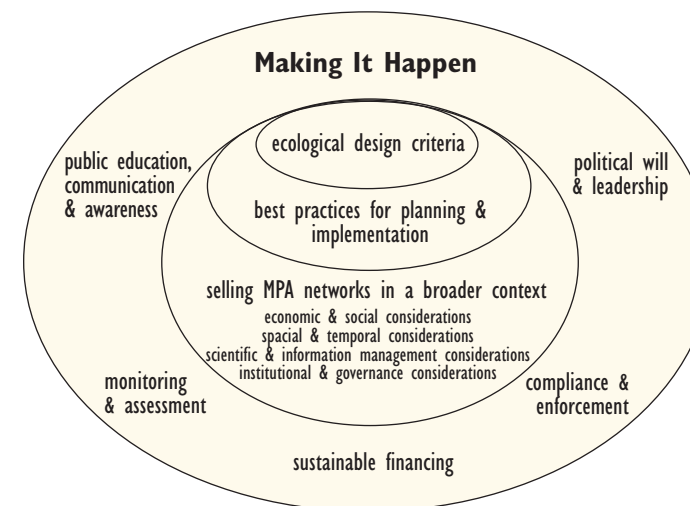 Making It Happen
ecological design criteria
public education,
communication
& awareness
political will
& leadership
best practices for planning &
implementation
selling MPA networks in a broader context
economic & social considerations
spacial & temporal considerations
scientific & information management considerations
institutional & governance considerations
monitoring
& assessment
compliance &
enforcement
sustainable financing